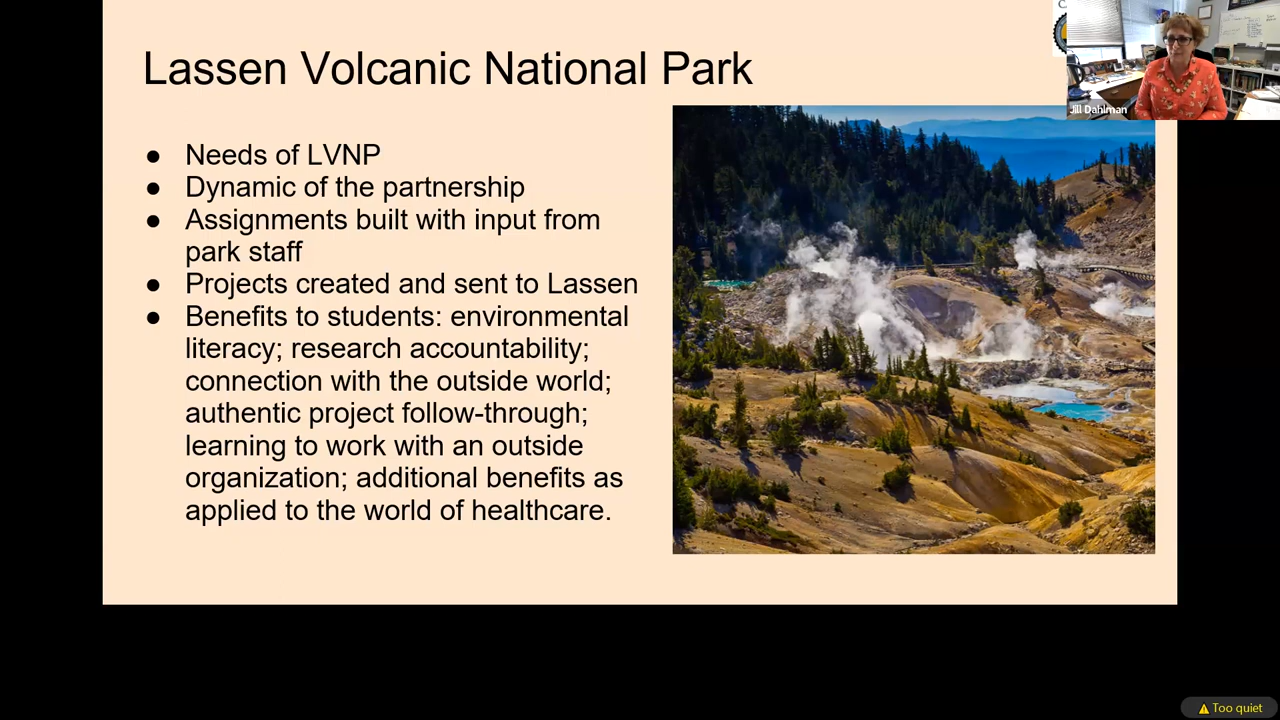 Lassen Volcanic National Park
Jill Dahlman
● Needs of LVNP
● Dynamic of the partnership
● Assignments built with input from
park staff
● Projects created and sent to Lassen
● Benefits to students: environmental
literacy; research accountability;
connection with the outside world;
authentic project follow-through;
learning to work with an outside
organization; additional benefits as
applied to the world of healthcare.
Too quiet